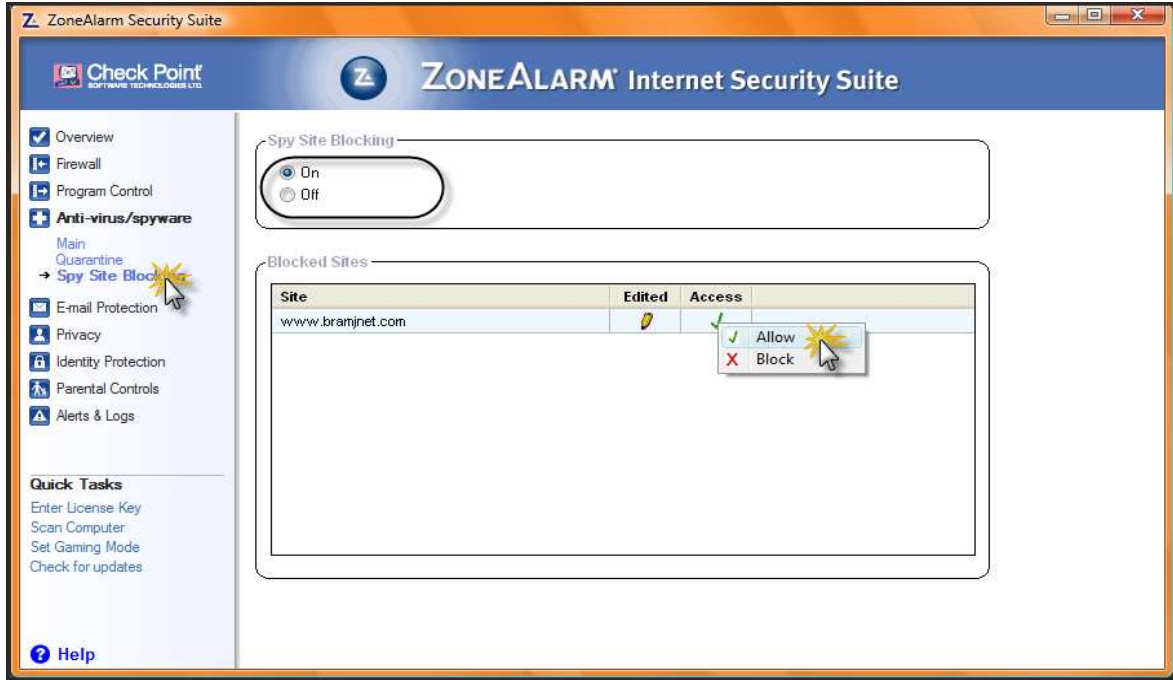 ZoneAlarm Security Suite
Check Point
SOFTWARE TECHNOLOGIES LTD.
ZONEALARM Internet Security Suite
Overview
Firewall
Program Control
Anti-virus/spyware
Main
Quarantine
Spy Site Blocking
E-mail Protection
Privacy
Identity Protection
Parental Controls
Alerts & Logs
Quick Tasks
Enter License Key
Scan Computer
Set Gaming Mode
Check for updates
Help
Spy Site Blocking
On
Off
Blocked Sites
Site Edited Access
www.bramjnet.com
Allow
Block